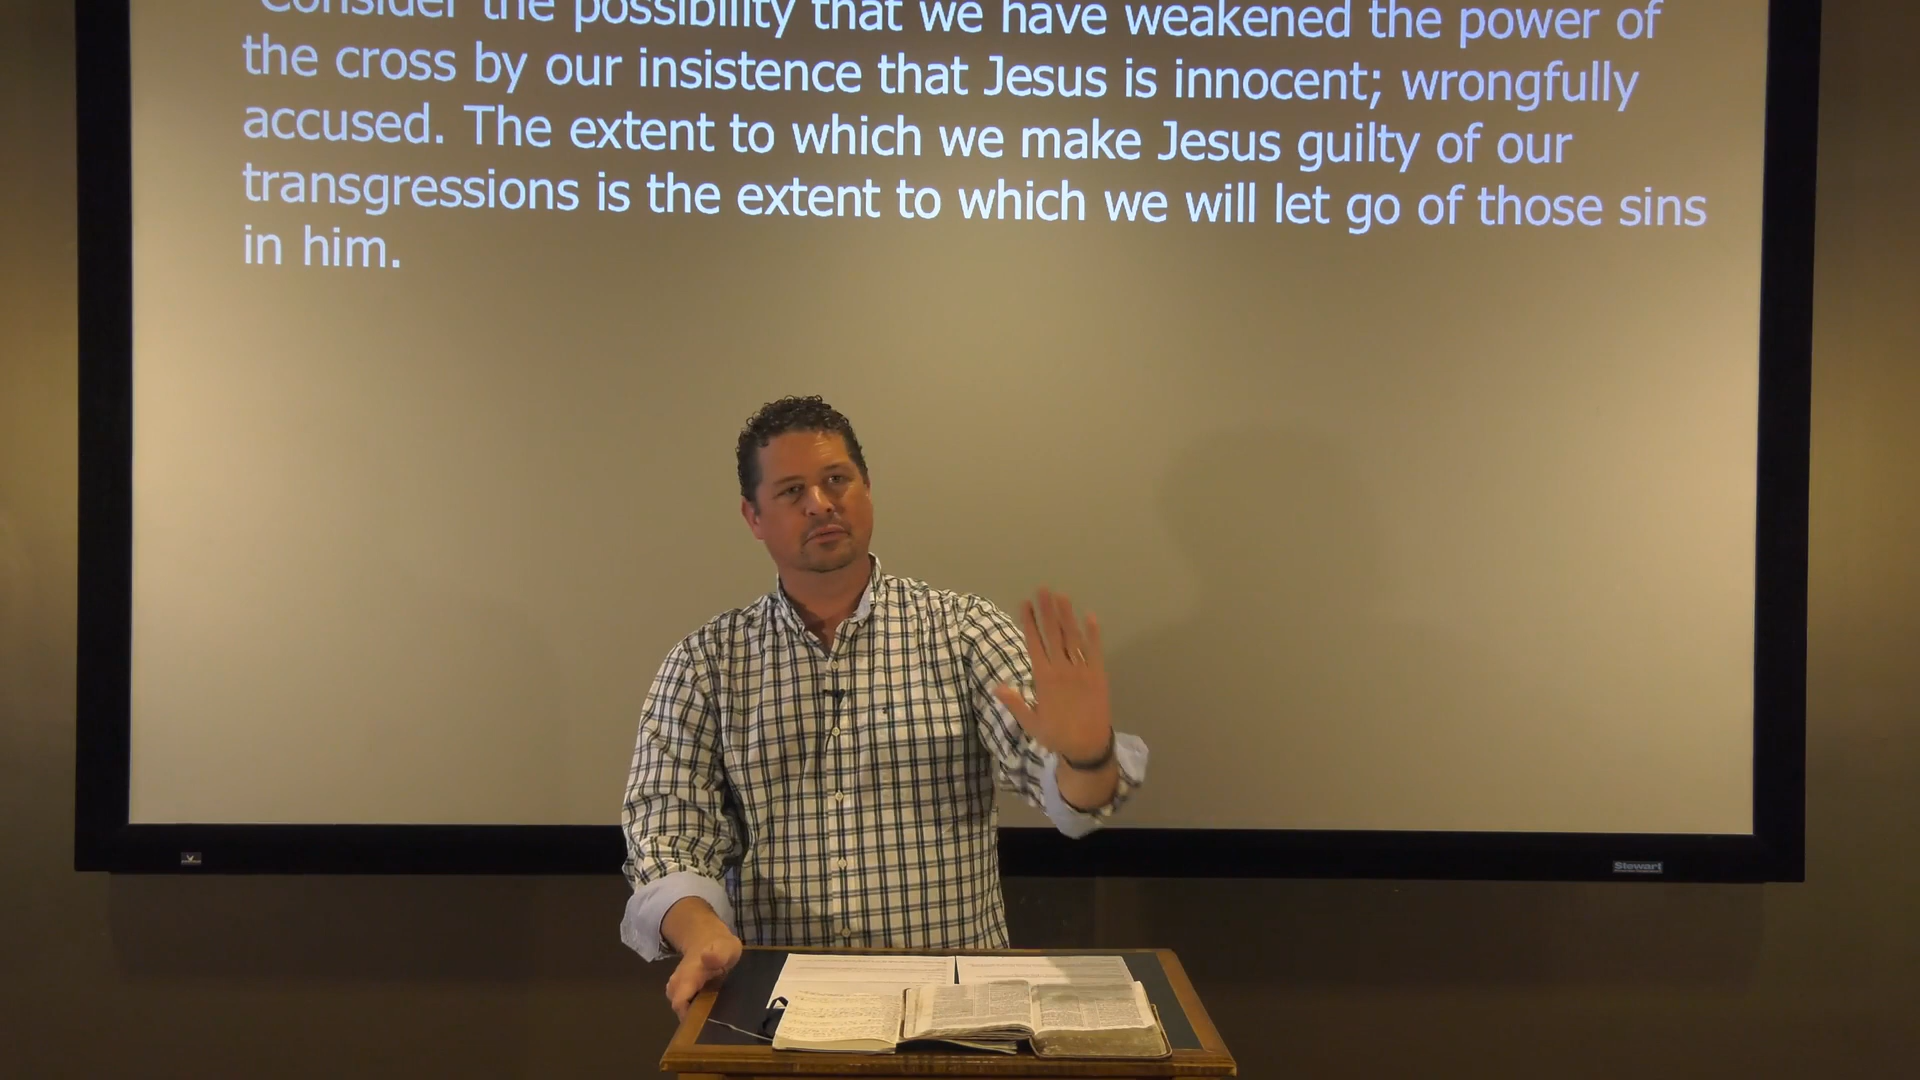 Consider the possibility that we have weakened the power of
the cross by our insistence that Jesus is innocent; wrongfully
accused. The extent to which we make Jesus guilty of our
transgressions is the extent to which we will let go of those sins
in him.
Stewart